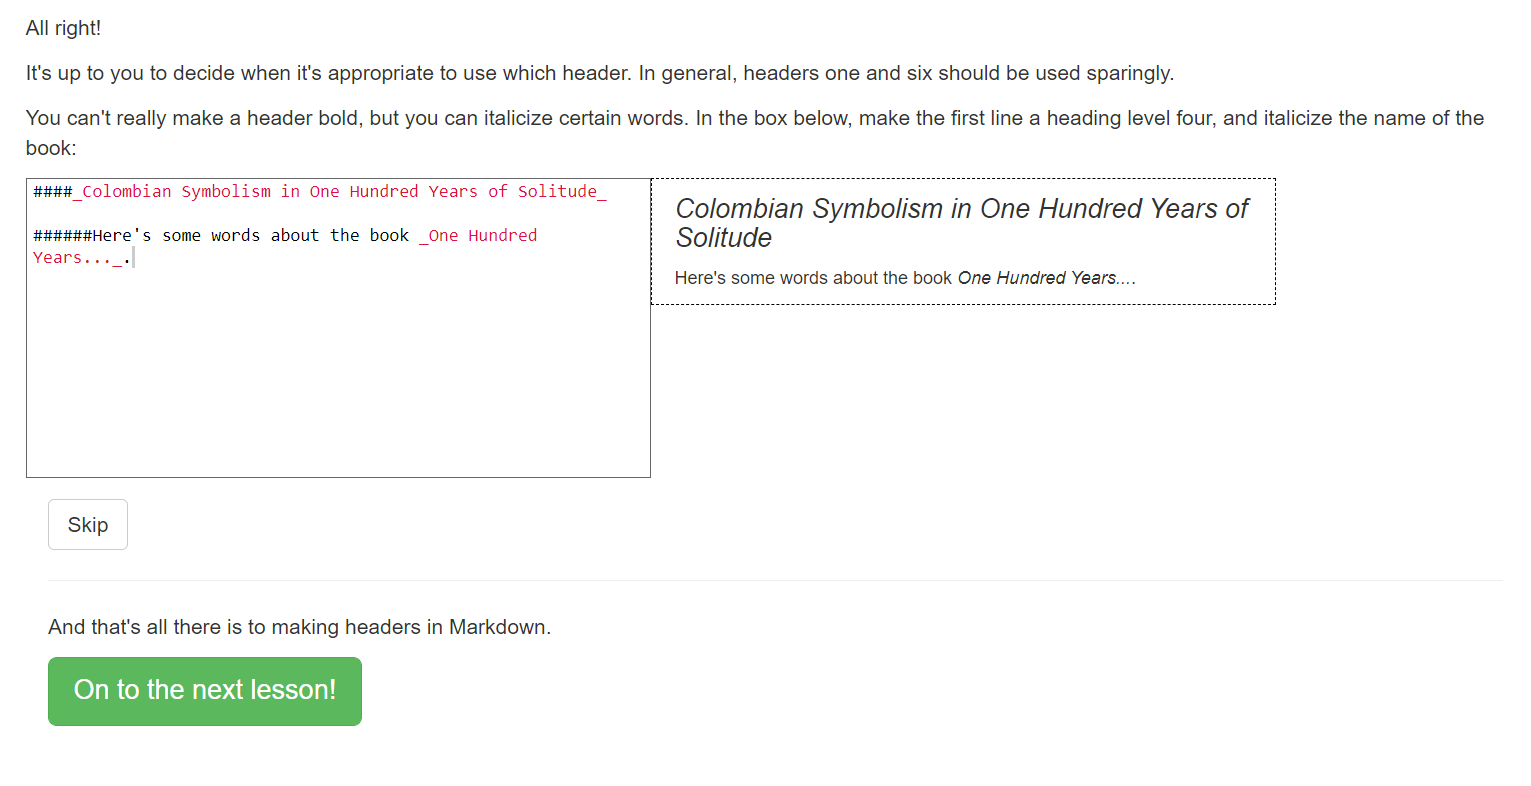 All right!
It's up to you to decide when it's appropriate to use which header. In general, headers one and six should be used sparingly.
You can't really make a header bold, but you can italicize certain words. In the box below, make the first line a heading level four, and italicize the name of the
book:
####_Colombian Symbolism in One Hundred Years of Solitude_
######Here's some words about the book _One Hundred
Years..._.
Colombian Symbolism in One Hundred Years of
Solitude
Here's some words about the book One Hundred Years....
Skip
And that's all there is to making headers in Markdown.
On to the next lesson!